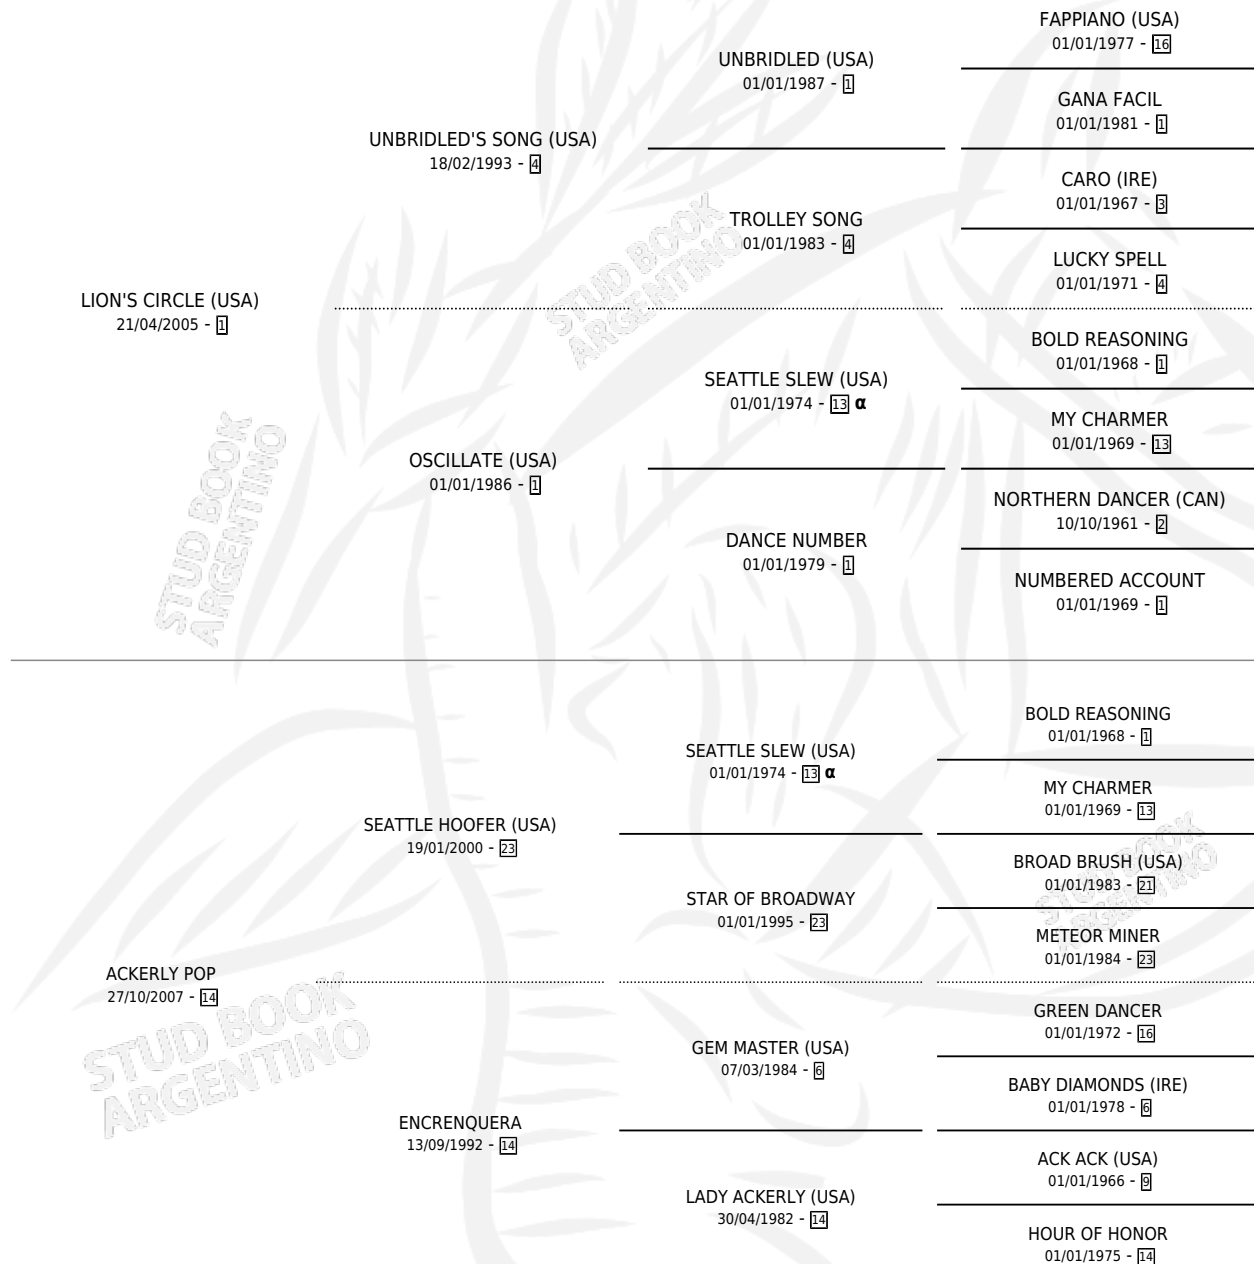 FAPPIANO (USA)
01/01/1977 - 16
UNBRIDLED (USA)
01/01/1987 - 1
GANA FACIL
01/01/1981 - 1
UNBRIDLED'S SONG (USA)
18/02/1993 - 4
CARO (IRE)
01/01/1967 - 3
TROLLEY SONG
01/01/1983 - 4
LUCKY SPELL
01/01/1971 - 4
STUD BOOK
ARGENTINO
LION'S CIRCLE (USA)
21/04/2005 - 1
BOLD REASONING
01/01/1968 - 1
SEATTLE SLEW (USA)
01/01/1974 - 13 α
MY CHARMER
01/01/1969 - 13
OSCILLATE (USA)
01/01/1986 - 1
NORTHERN DANCER (CAN)
10/10/1961 - 2
DANCE NUMBER
01/01/1979 - 1
NUMBERED ACCOUNT
01/01/1969 - 1
STUD BOOK
ARGENTINO
BOLD REASONING
01/01/1968 - 1
SEATTLE SLEW (USA)
01/01/1974 - 13 α
MY CHARMER
01/01/1969 - 13
SEATTLE HOOFER (USA)
19/01/2000 - 23
BROAD BRUSH (USA)
01/01/1983 - 21
STAR OF BROADWAY
01/01/1995 - 23
METEOR MINER
01/01/1984 - 23
STUD BOOK
ARGENTINO
ACKERLY POP
27/10/2007 - 14
STUD BOOK
ARGENTINO
GREEN DANCER
01/01/1972 - 16
GEM MASTER (USA)
07/03/1984 - 6
BABY DIAMONDS (IRE)
01/01/1978 - 6
ENCRENQUERA
13/09/1992 - 14
ACK ACK (USA)
01/01/1966 - 9
LADY ACKERLY (USA)
30/04/1982 - 14
HOUR OF HONOR
01/01/1975 - 14